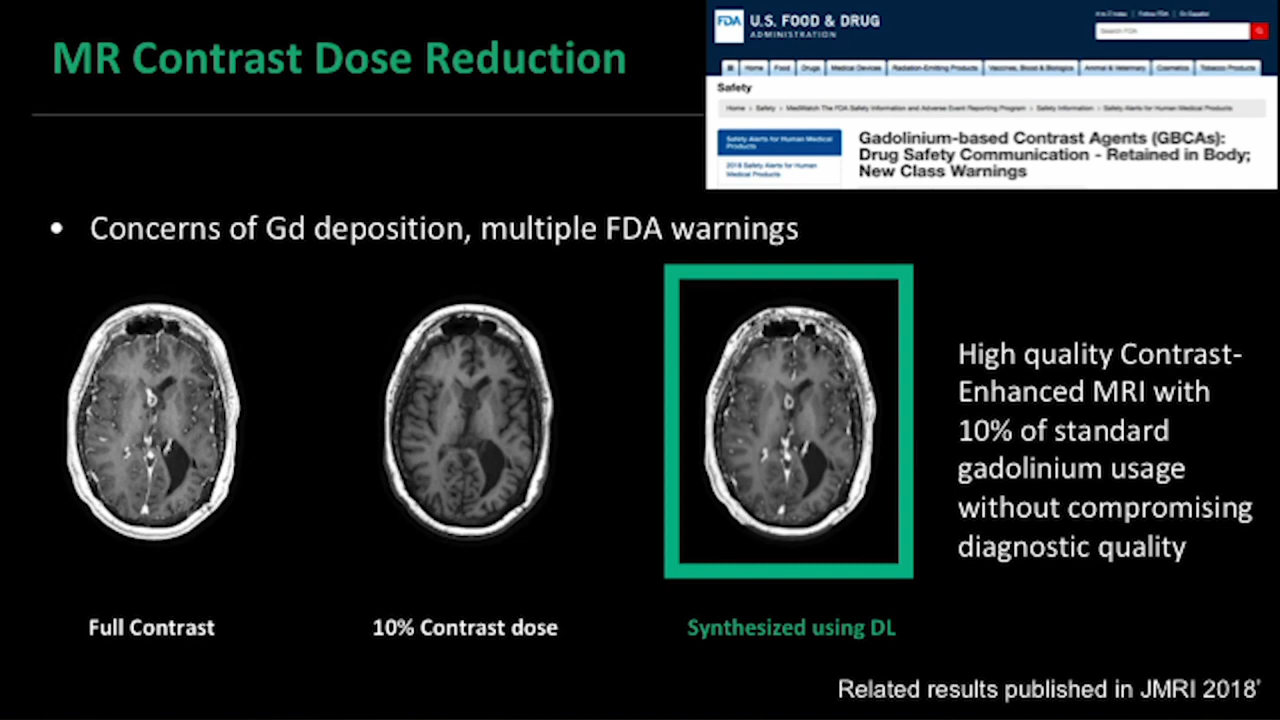 MR Contrast Dose Reduction
FDA U.S. FOOD & DRUG
ADMINISTRATION
Search FDA
Home Food Drugs Medical Devices Radiation-Emitting Products Vaccines, Blood & Biologics Animal & Veterinary Cosmetics Tobacco Products
Safety
Home > Safety > MedWatch The FDA Safety Information and Adverse Event Reporting Program > Safety Information > Safety Alerts for Human Medical Products
Safety Alerts for Human Medical
Products
2018 Safety Alerts for Human
Medical Products
Gadolinium-based Contrast Agents (GBCAs):
Drug Safety Communication - Retained in Body;
New Class Warnings
• Concerns of Gd deposition, multiple FDA warnings
High quality Contrast-
Enhanced MRI with
10% of standard
gadolinium usage
without compromising
diagnostic quality
Full Contrast
10% Contrast dose
Synthesized using DL
Related results published in JMRI 2018'